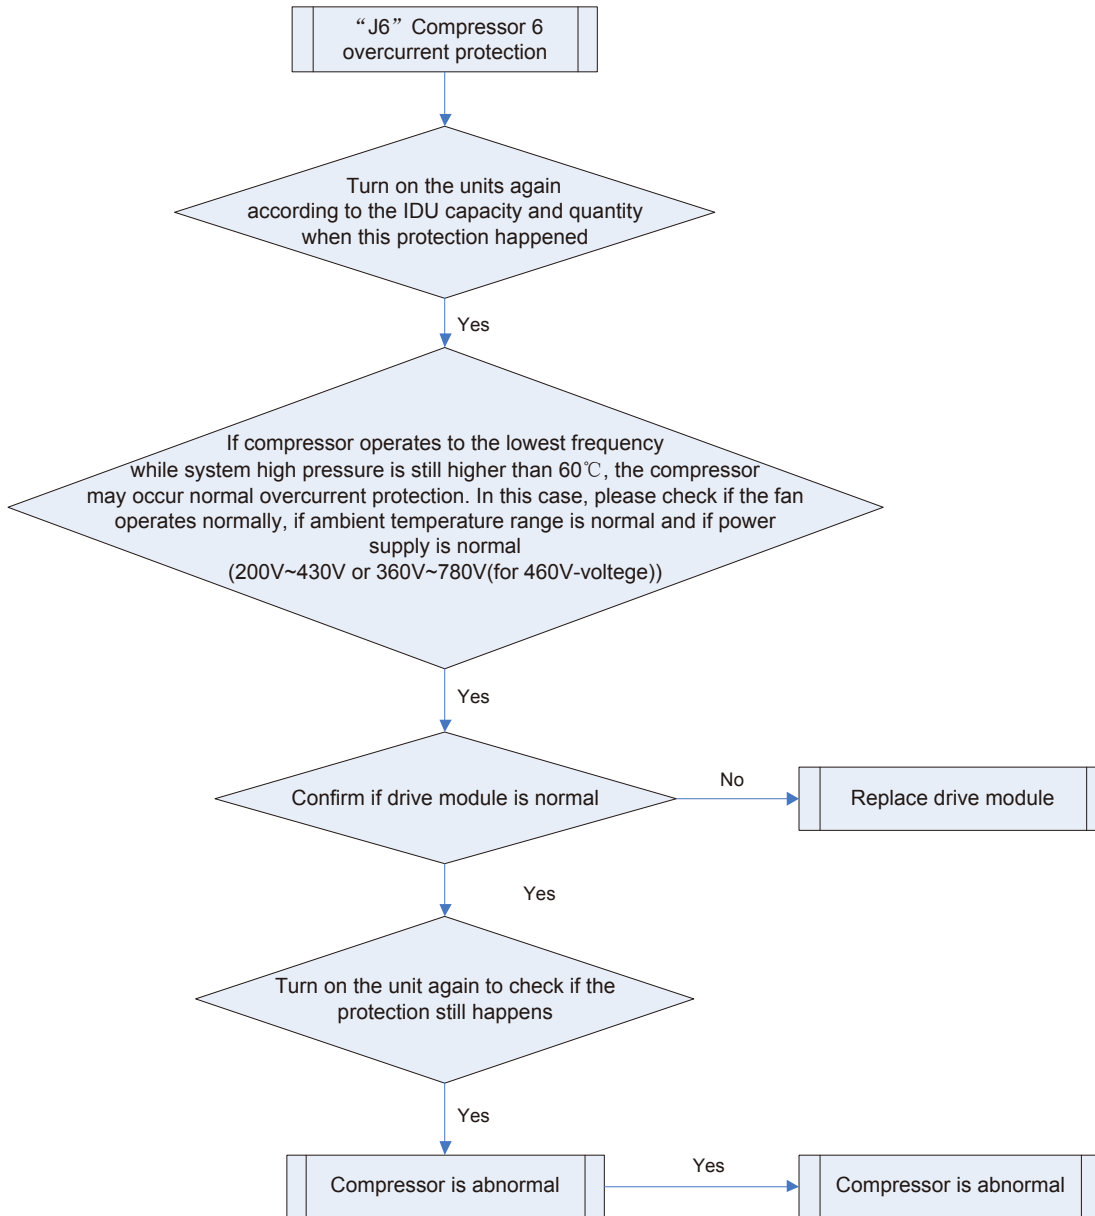 “J6” Compressor 6
overcurrent protection
Turn on the units again
according to the IDU capacity and quantity
when this protection happened
Yes
If compressor operates to the lowest frequency
while system high pressure is still higher than 60℃, the compressor
may occur normal overcurrent protection. In this case, please check if the fan
operates normally, if ambient temperature range is normal and if power
supply is normal
(200V~430V or 360V~780V(for 460V-voltege))
Yes
Confirm if drive module is normal
No
Replace drive module
Yes
Turn on the unit again to check if the
protection still happens
Yes
Compressor is abnormal
Yes
Compressor is abnormal